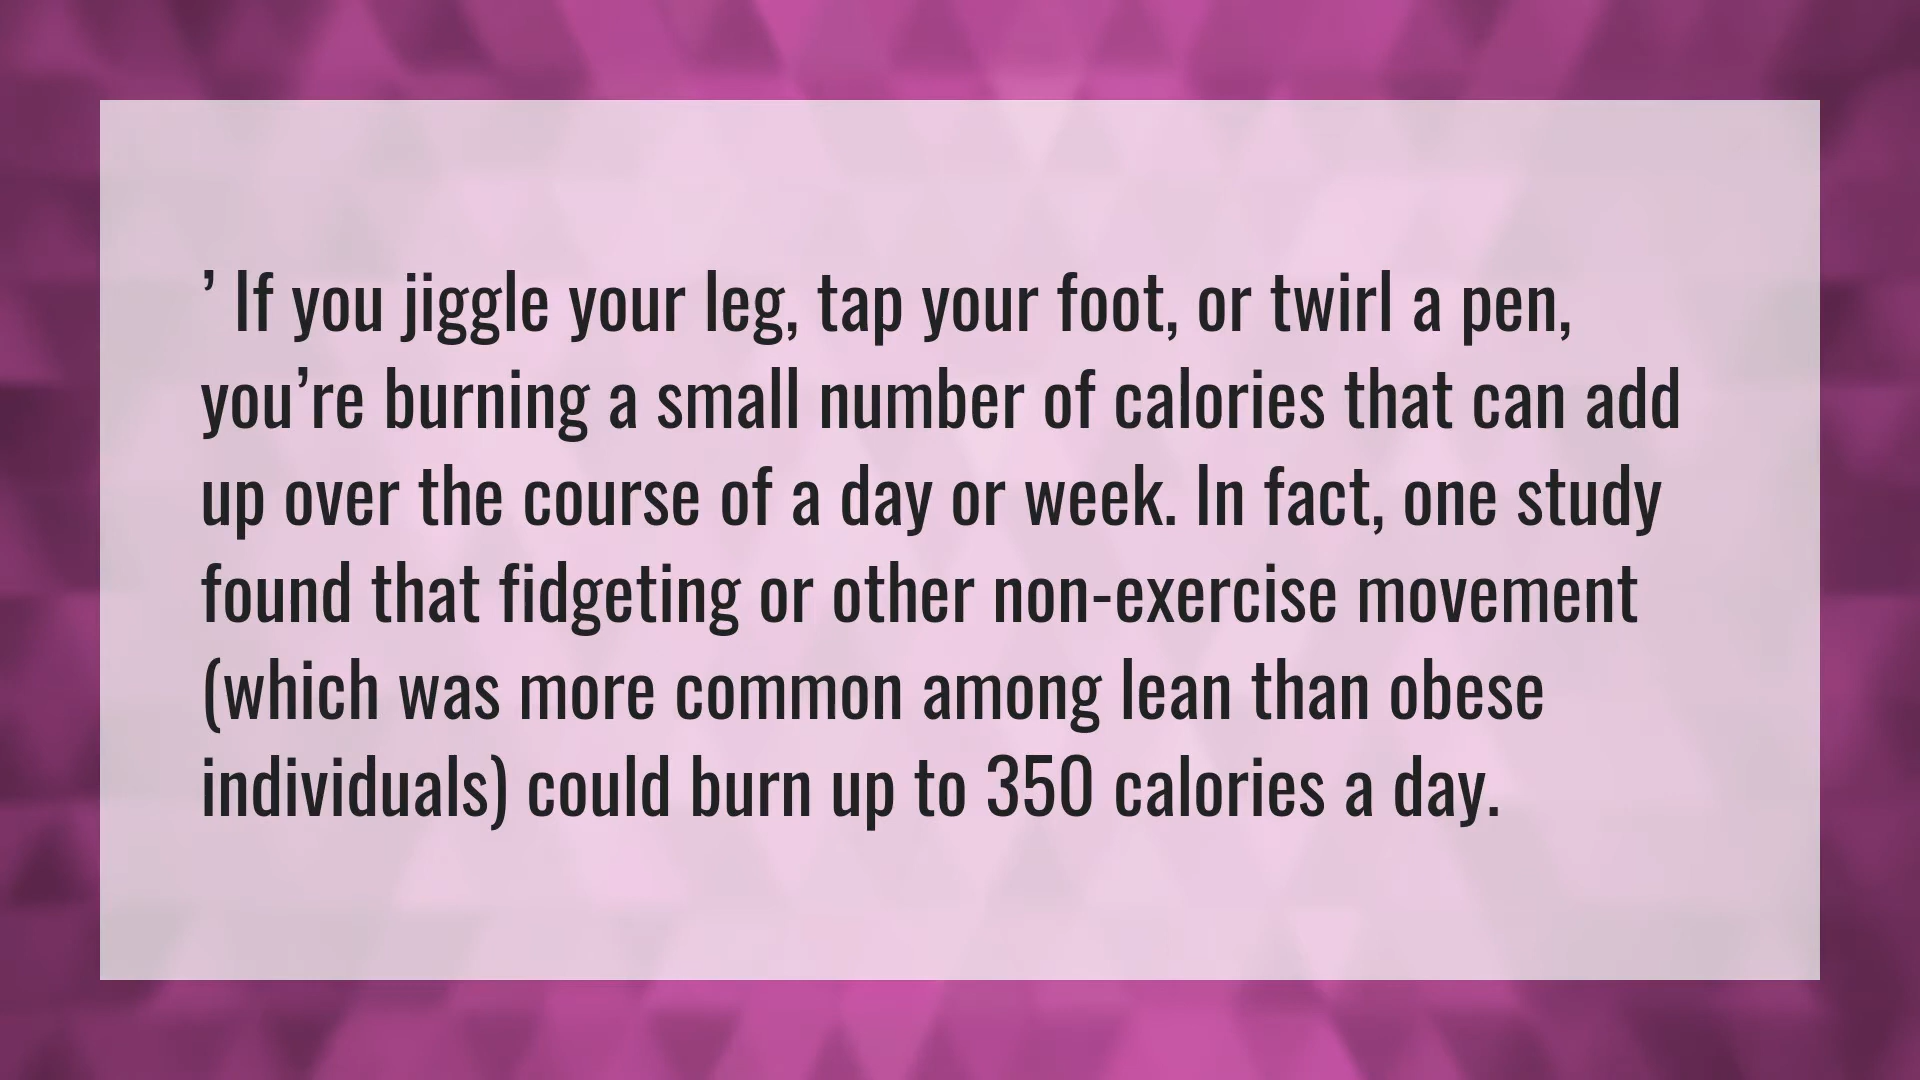 ’ If you jiggle your leg, tap your foot, or twirl a pen,
you’re burning a small number of calories that can add
up over the course of a day or week. In fact, one study
found that fidgeting or other non-exercise movement
(which was more common among lean than obese
individuals) could burn up to 350 calories a day.